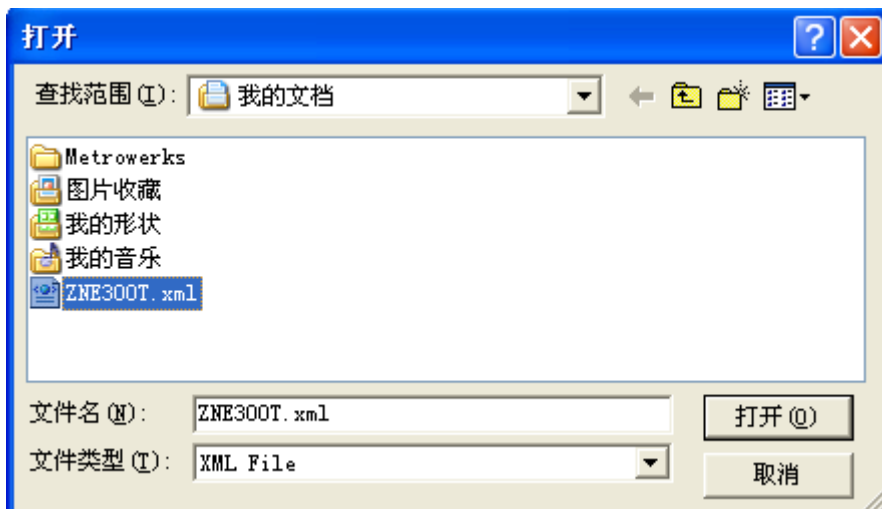 打开
查找范围(I): 我的文档
Metrowerks
图片收藏
我的形状
我的音乐
ZNE300T.xml
文件名(N): ZNE300T.xml 打开(O)
文件类型(T): XML File 取消